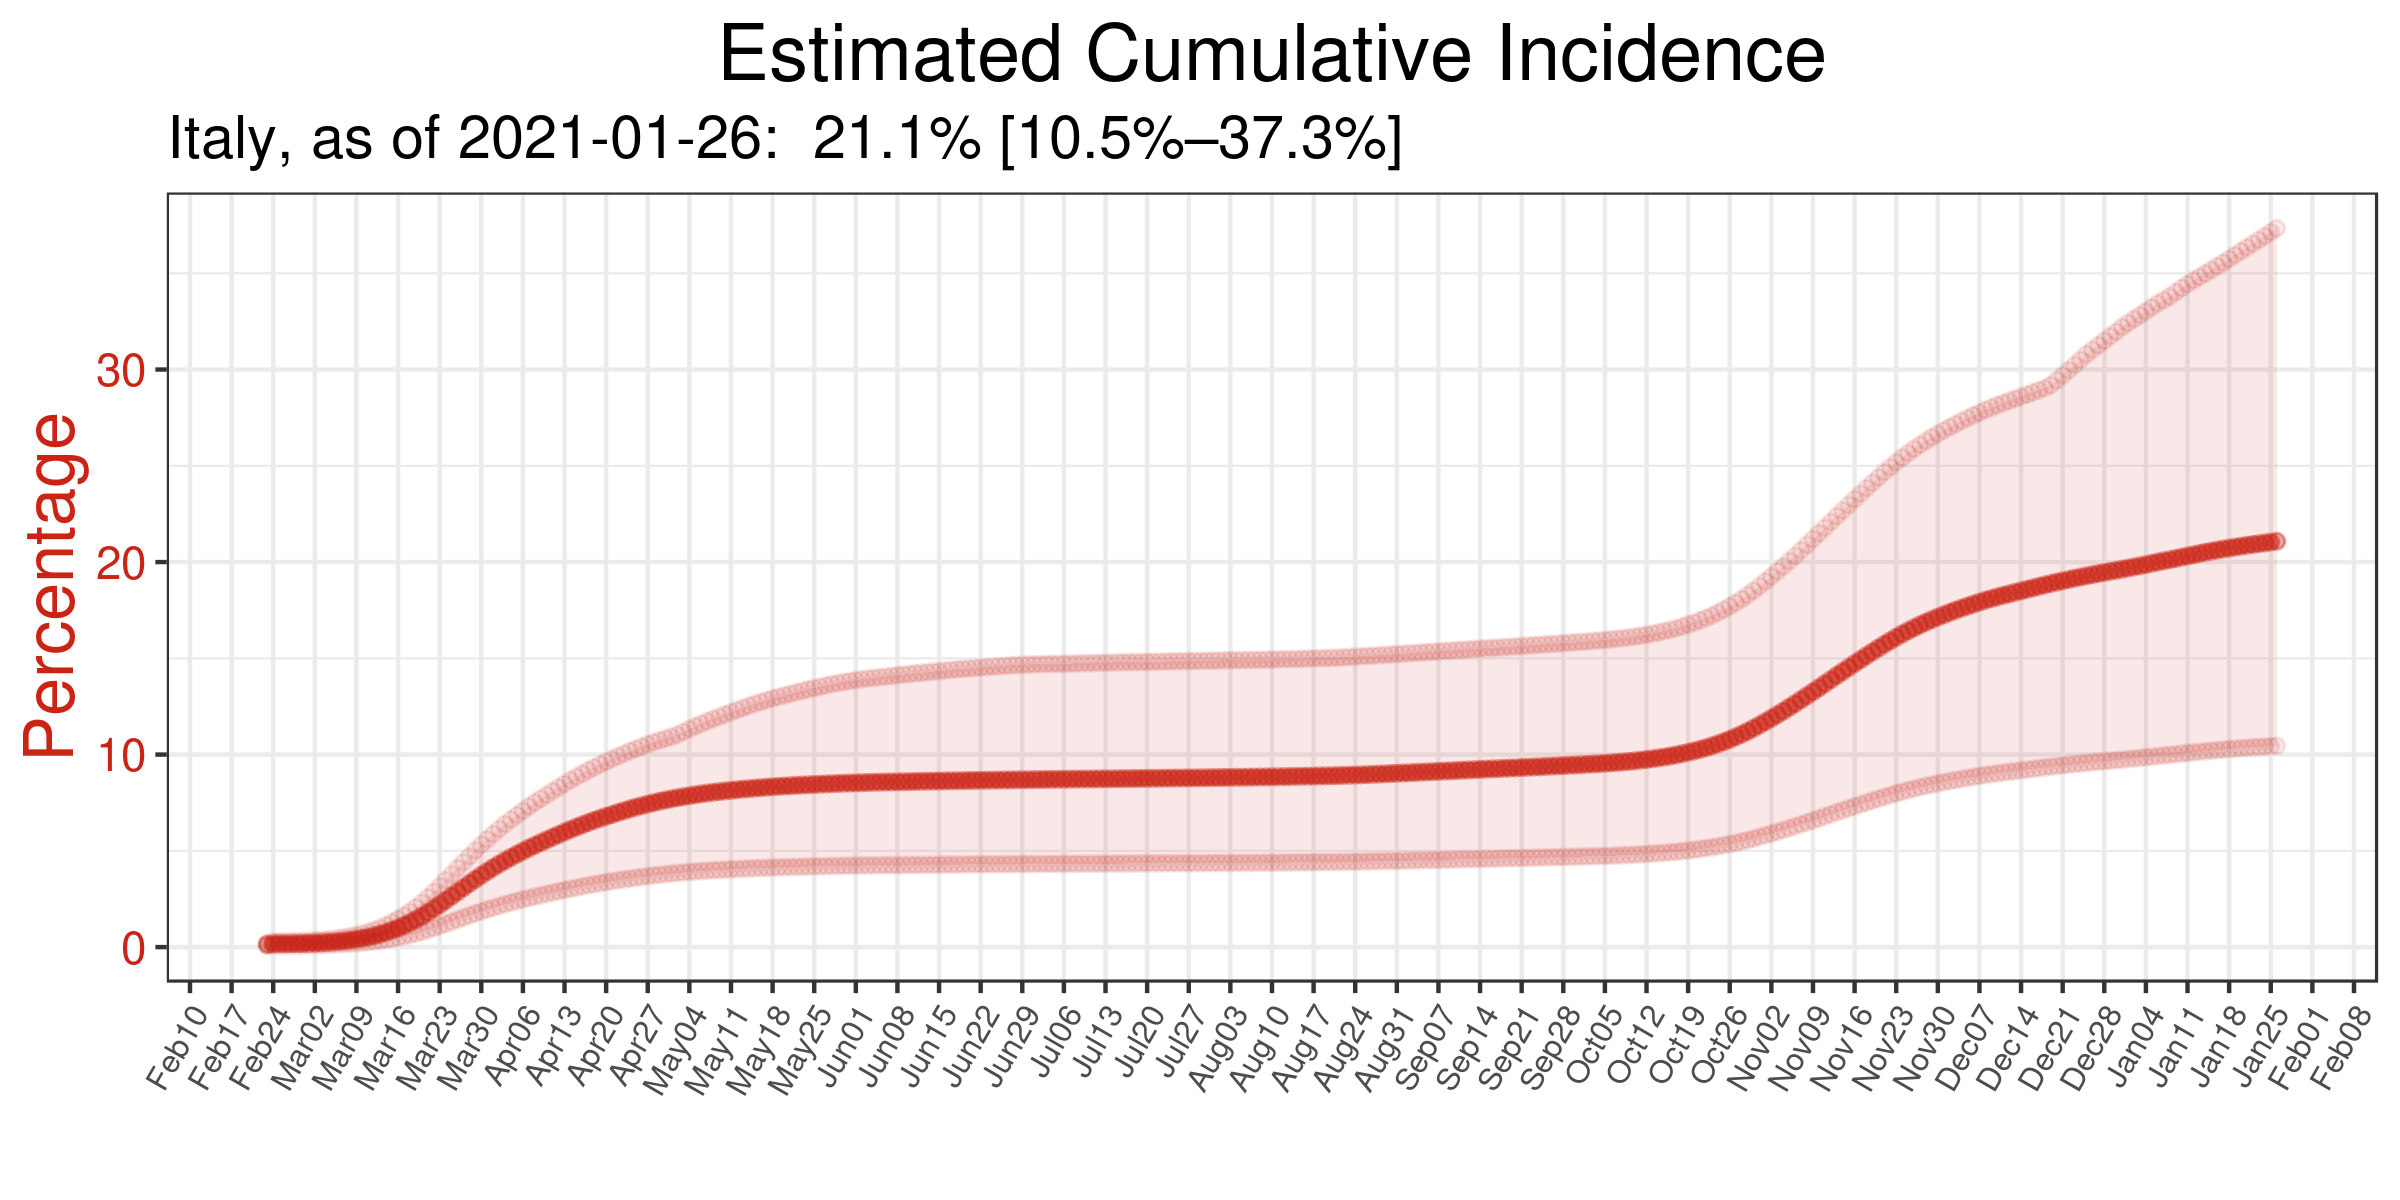 Estimated Cumulative Incidence
Italy, as of 2021-01-26:  21.1% [10.5%–37.3%]
Percentage
30
20
10
0
Feb10
Feb17
Feb24
Mar02
Mar09
Mar16
Mar23
Mar30
Apr06
Apr13
Apr20
Apr27
May04
May11
May18
May25
Jun01
Jun08
Jun15
Jun22
Jun29
Jul06
Jul13
Jul20
Jul27
Aug03
Aug10
Aug17
Aug24
Aug31
Sep07
Sep14
Sep21
Sep28
Oct05
Oct12
Oct19
Oct26
Nov02
Nov09
Nov16
Nov23
Nov30
Dec07
Dec14
Dec21
Dec28
Jan04
Jan11
Jan18
Jan25
Feb01
Feb08